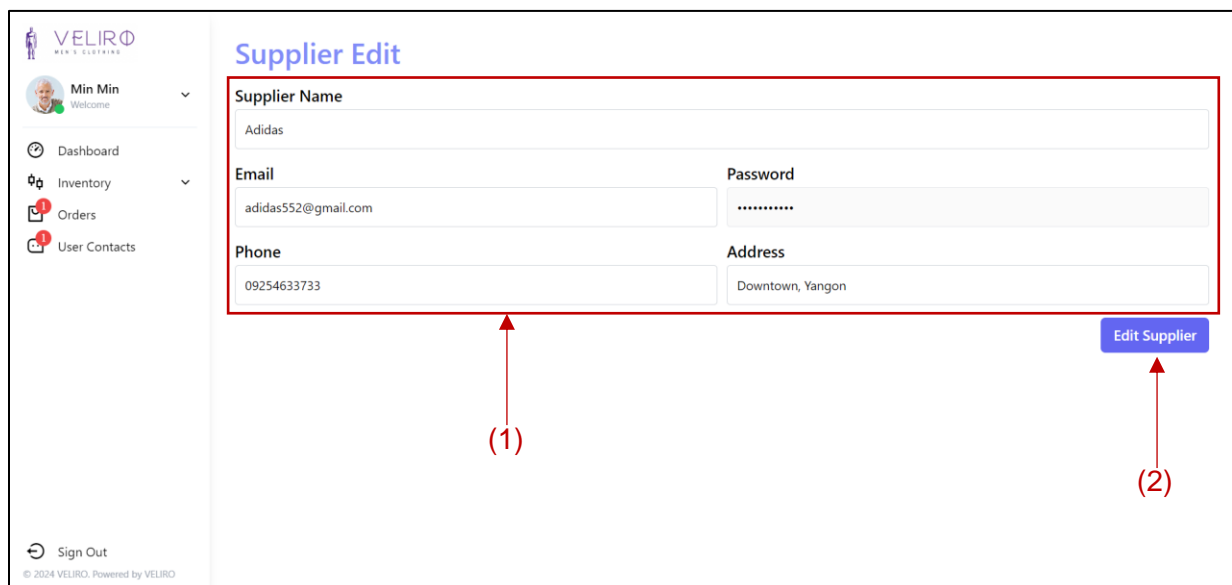 VELIRO
MEN'S CLOTHING
Min Min
Welcome
Dashboard
Inventory
1
Orders
1
User Contacts
Sign Out
© 2024 VELIRO. Powered by VELIRO
Supplier Edit
Supplier Name
Adidas
Email
Password
adidas552@gmail.com
•••••••••••
Phone
Address
09254633733
Downtown, Yangon
Edit Supplier
(1)
(2)